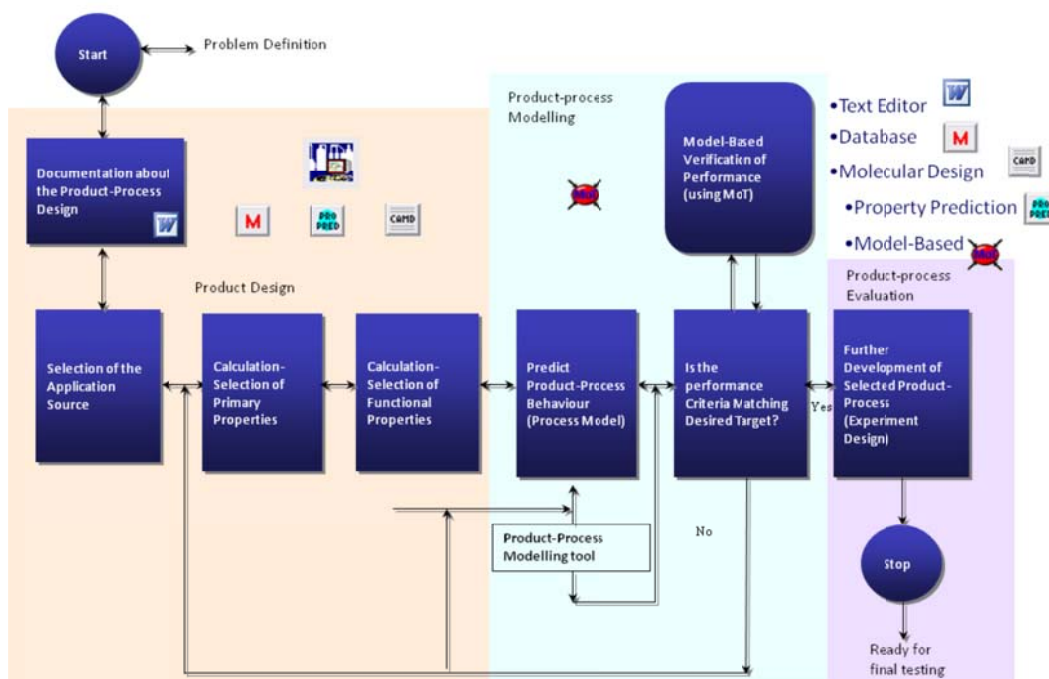 Start
Problem Definition
Documentation about
the Product-Process
Design
W
M
PRO
PRED
CAMD
Product-process
Modelling
MoT
Model-Based
Verification of
Performance
(using MoT)
•Text Editor
W
•Database
M
•Molecular Design
CAMD
•Property Prediction
PRO
PRED
•Model-Based
MoT
Product Design
Product-process
Evaluation
Selection of the
Application
Source
Calculation-
Selection of
Primary
Properties
Calculation-
Selection of
Functional
Properties
Predict
Product-Process
Behaviour
(Process Model)
Is the
performance
Criteria Matching
Desired Target?
Yes
Further
Development of
Selected Product-
Process
(Experiment
Design)
Product-Process
Modelling tool
No
Stop
Ready for
final testing